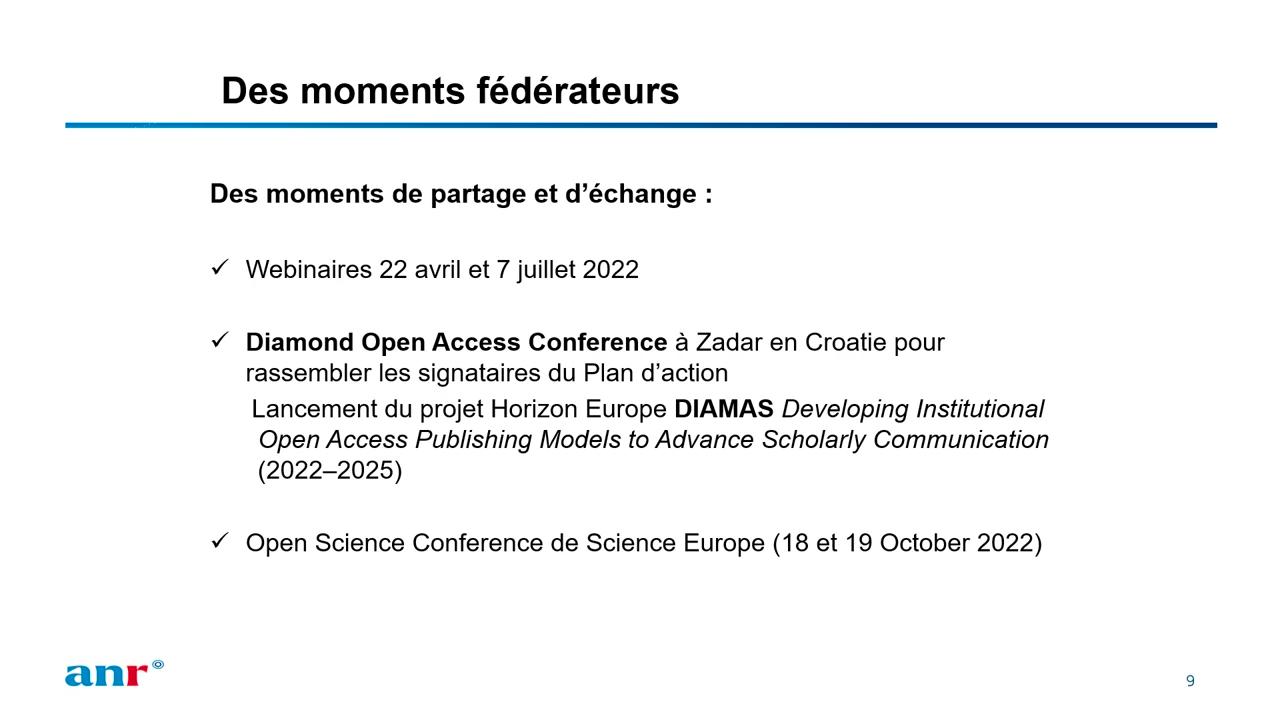 Des moments fédérateurs
Des moments de partage et d’échange :
✓ Webinaires 22 avril et 7 juillet 2022
✓ Diamond Open Access Conference à Zadar en Croatie pour
rassembler les signataires du Plan d’action
Lancement du projet Horizon Europe DIAMAS Developing Institutional
Open Access Publishing Models to Advance Scholarly Communication
(2022–2025)
✓ Open Science Conference de Science Europe (18 et 19 October 2022)
anr
9